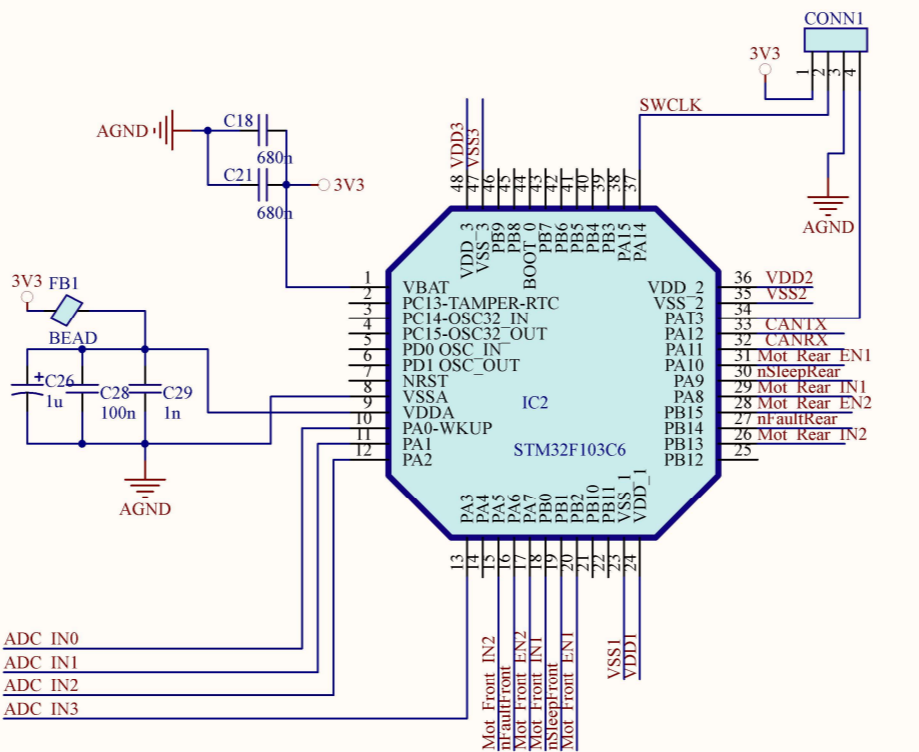 CONN1
3V3
1
2
3
4
SWCLK
C18
AGND
680n
C21
3V3
680n
AGND
VDD3
VSS3
48
47
46
45
44
43
42
41
40
39
38
37
VDD_3
VSS_3
PB9
PB8
BOOT_0
PB7
PB6
PB5
PB4
PB3
PA15
PA14
3V3
FB1
BEAD
C26
1u
C28
100n
C29
1n
AGND
1 VBAT
2 PC13-TAMPER-RTC
3 PC14-OSC32_IN
4 PC15-OSC32_OUT
5 PD0 OSC_IN
6 PD1 OSC_OUT
7 NRST
8 VSSA
9 VDDA
10 PA0-WKUP
11 PA1
12 PA2
IC2
STM32F103C6
VDD_2 36 VDD2
VSS_2 35 VSS2
PAT3 34
PA12 33 CANTX
PA11 32 CANRX
PA10 31 Mot_Rear_EN1
PA9 30 nSleepRear
PA8 29 Mot_Rear_IN1
PB15 28 Mot_Rear_EN2
PB14 27 nFaultRear
PB13 26 Mot_Rear_IN2
PB12 25
PA3
PA4
PA5
PA6
PA7
PB0
PB1
PB2
PB10
PB11
VSS_1
VDD_1
13
14
15
16
17
18
19
20
21
22
23
24
Mot_Front_IN2
nFaultFront
Mot_Front_EN2
Mot_Front_IN1
nSleepFront
Mot_Front_EN1
VSS1
VDD1
ADC_IN0
ADC_IN1
ADC_IN2
ADC_IN3